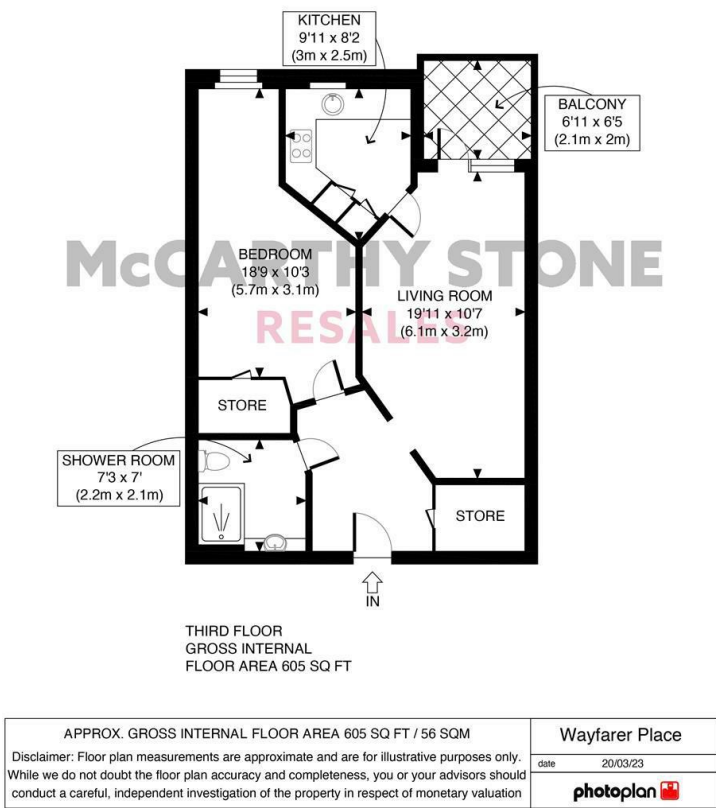 KITCHEN
9'11 x 8'2
(3m x 2.5m)
BALCONY
6'11 x 6'5
(2.1m x 2m)
McCARTHY STONE
RESALES
BEDROOM
18'9 x 10'3
(5.7m x 3.1m)
LIVING ROOM
19'11 x 10'7
(6.1m x 3.2m)
STORE
SHOWER ROOM
7'3 x 7'
(2.2m x 2.1m)
STORE
IN
THIRD FLOOR
GROSS INTERNAL
FLOOR AREA 605 SQ FT
APPROX. GROSS INTERNAL FLOOR AREA 605 SQ FT / 56 SQM
Disclaimer: Floor plan measurements are approximate and are for illustrative purposes only.
While we do not doubt the floor plan accuracy and completeness, you or your advisors should
conduct a careful, independent investigation of the property in respect of monetary valuation
Wayfarer Place
date 20/03/23
photoplan